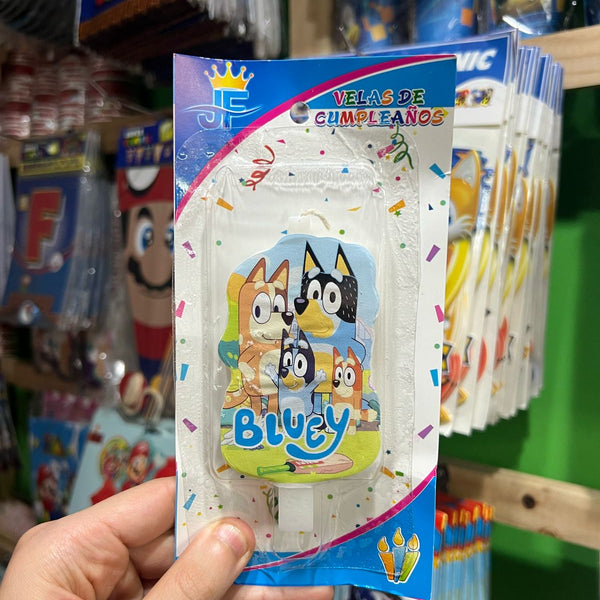 JF
VELAS DE
CUMPLEAÑOS
BLUEY
NIC
F